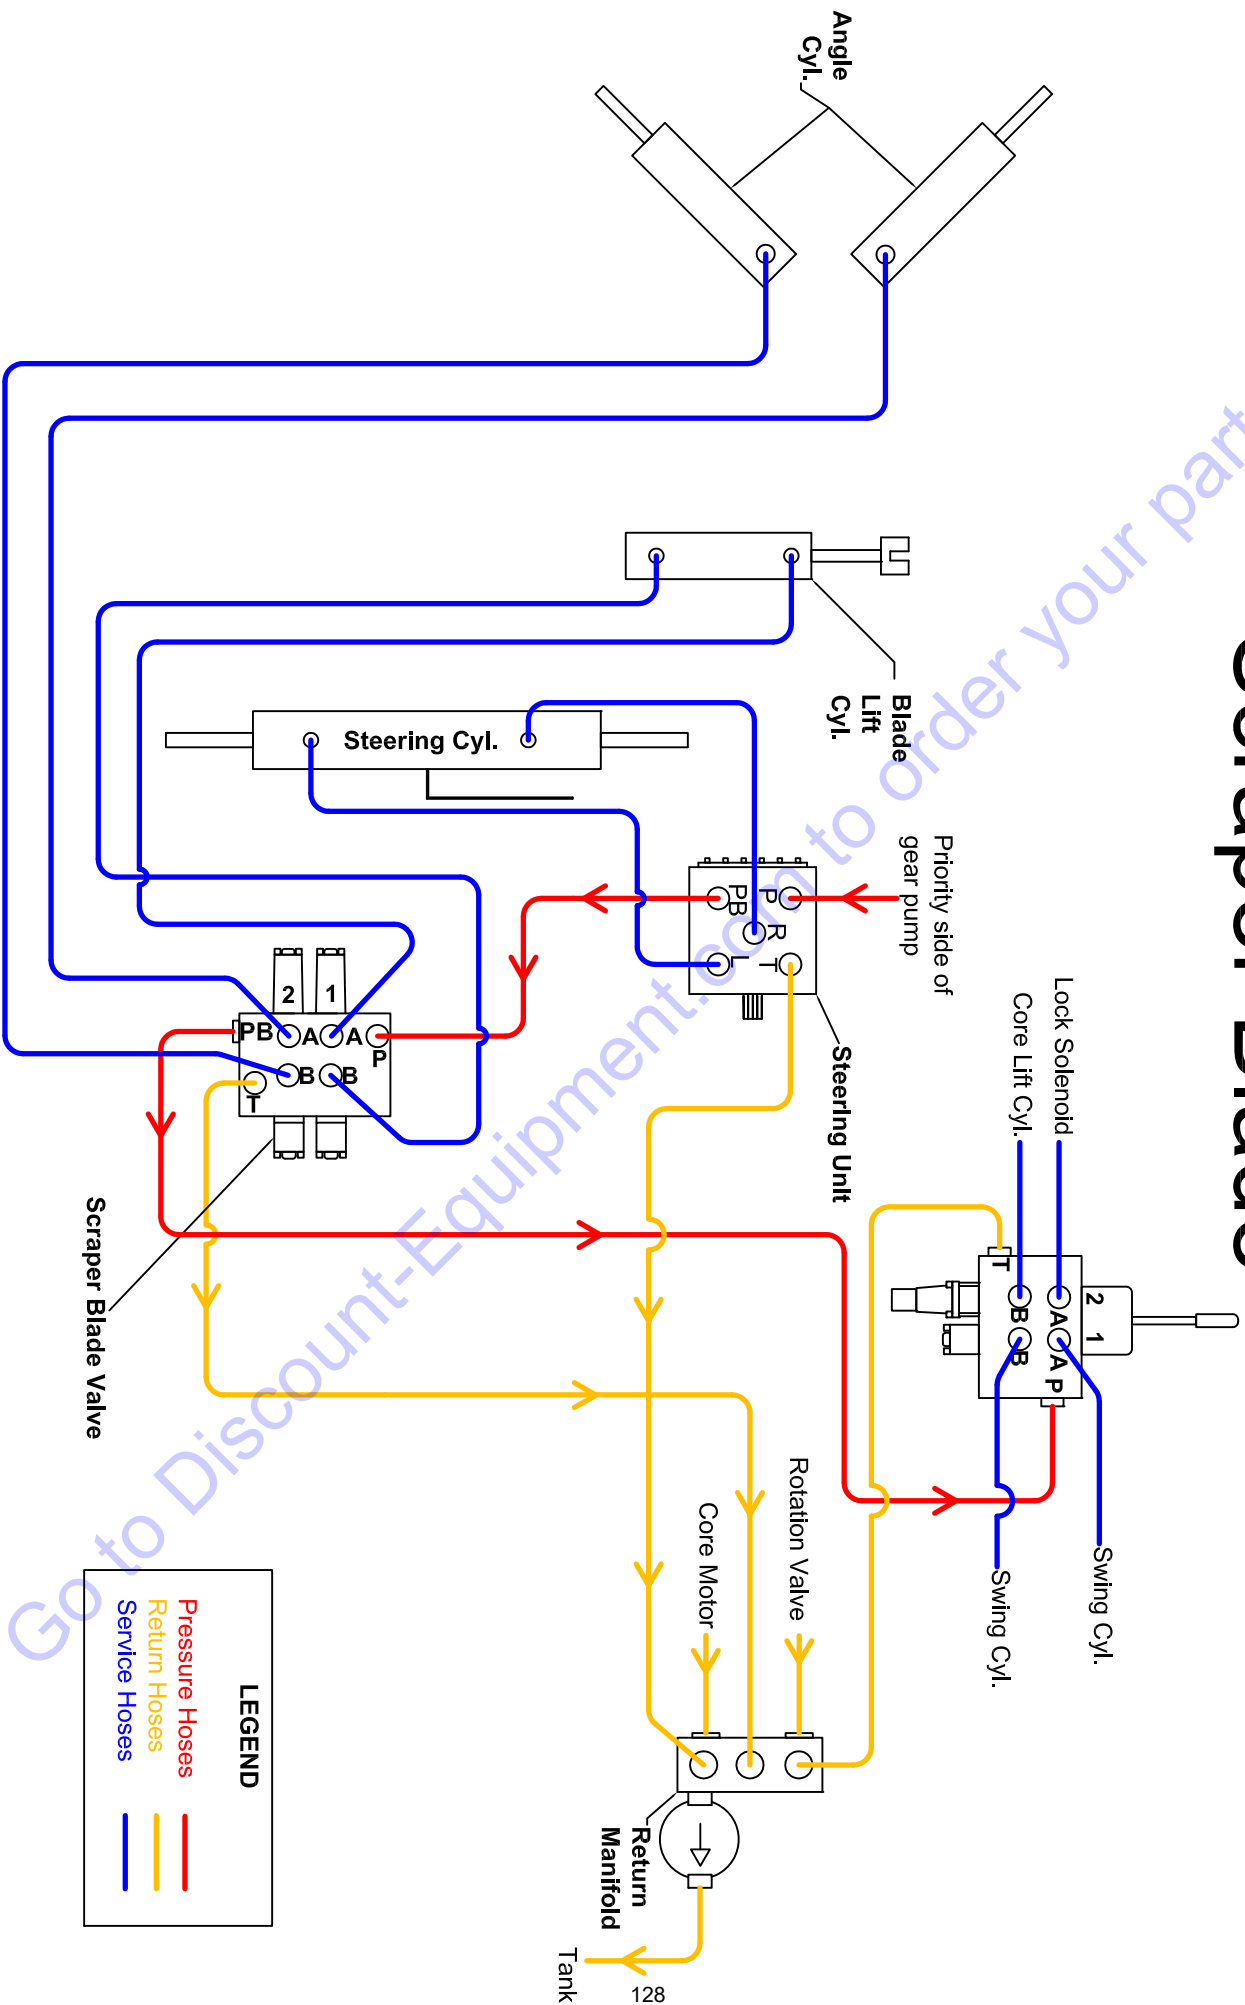 Scraper Blade
Angle
Cyl.
Blade
Lift
Cyl.
Steering Cyl.
Priority side of
gear pump
P
PB
R
T
L
Steering Unit
Lock Solenoid
Core Lift Cyl.
T
2
1
A
A
B
B
P
Swing Cyl.
Swing Cyl.
2
1
PB
A
A
P
B
B
T
Scraper Blade Valve
Rotation Valve
Core Motor
Return
Manifold
Tank
LEGEND
Pressure Hoses
Return Hoses
Service Hoses
128
Go to Discount-Equipment.com to order your part